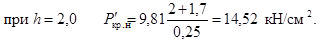 при h = 2,0 P′кр.н = 9,81 (2+1,7)/0,25 = 14,52 кН/см².